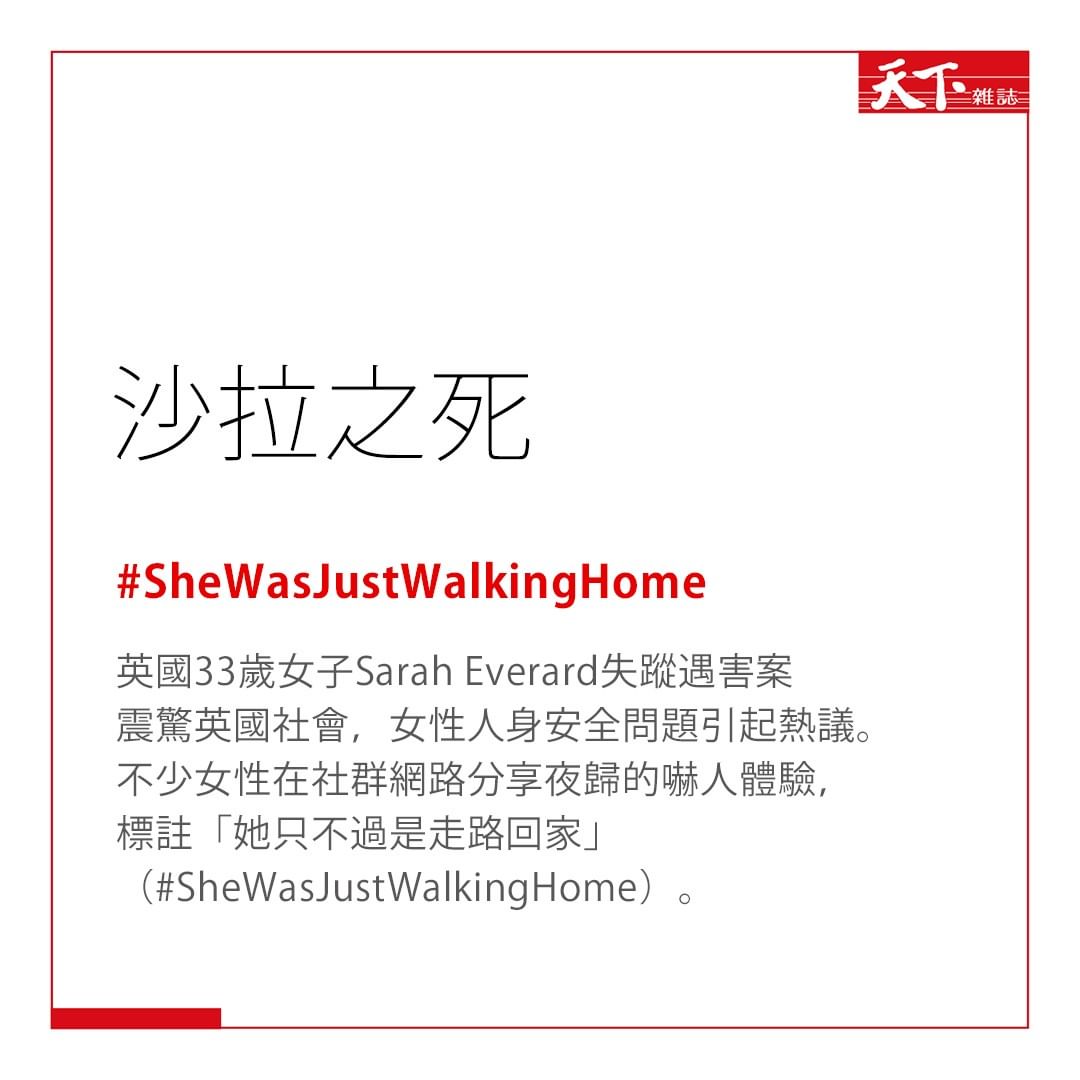 天下雜誌
沙拉之死
#SheWasJustWalkingHome
英國33歲女子Sarah Everard失蹤遇害案
震驚英國社會，女性人身安全問題引起熱議。
不少女性在社群網路分享夜歸的嚇人體驗，
標註「她只不過是走路回家」
（#SheWasJustWalkingHome）。